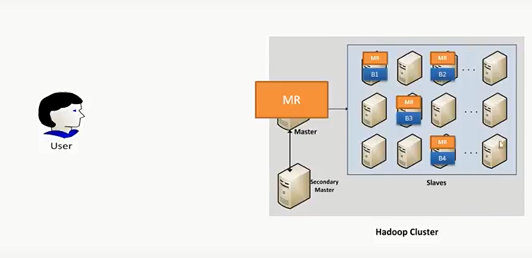 MR
MR
B1
B2
MR
MR
B3
Master
MR
B4
User
Secondary
Master
Slaves
Hadoop Cluster